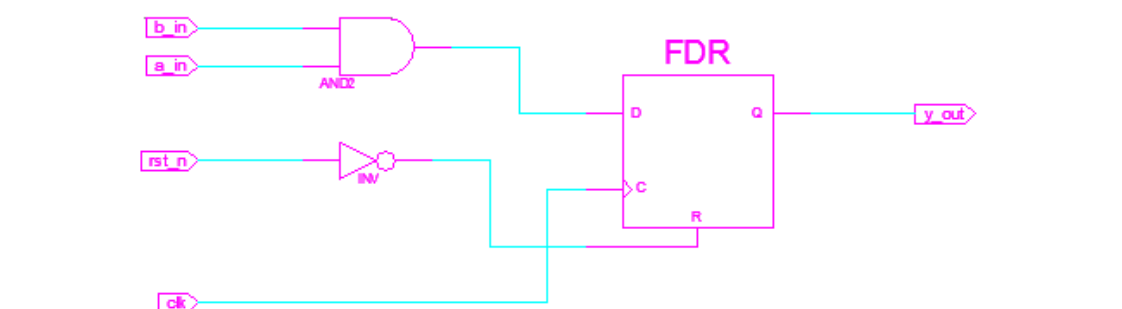 b_in
a_in
AND2
FDR
D
Q
y_out
rst_n
INV
C
R
clk